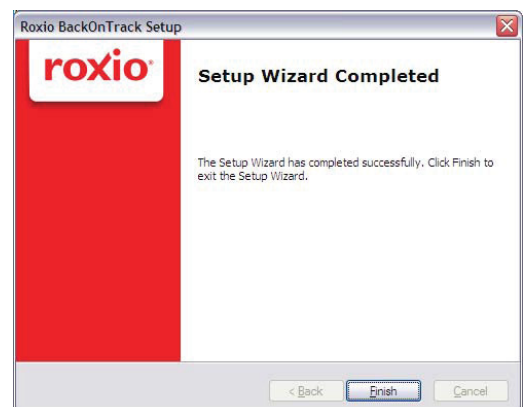 Roxio BackOnTrack Setup
roxio
Setup Wizard Completed
The Setup Wizard has completed successfully. Click Finish to
exit the Setup Wizard.
< Back
Finish
Cancel